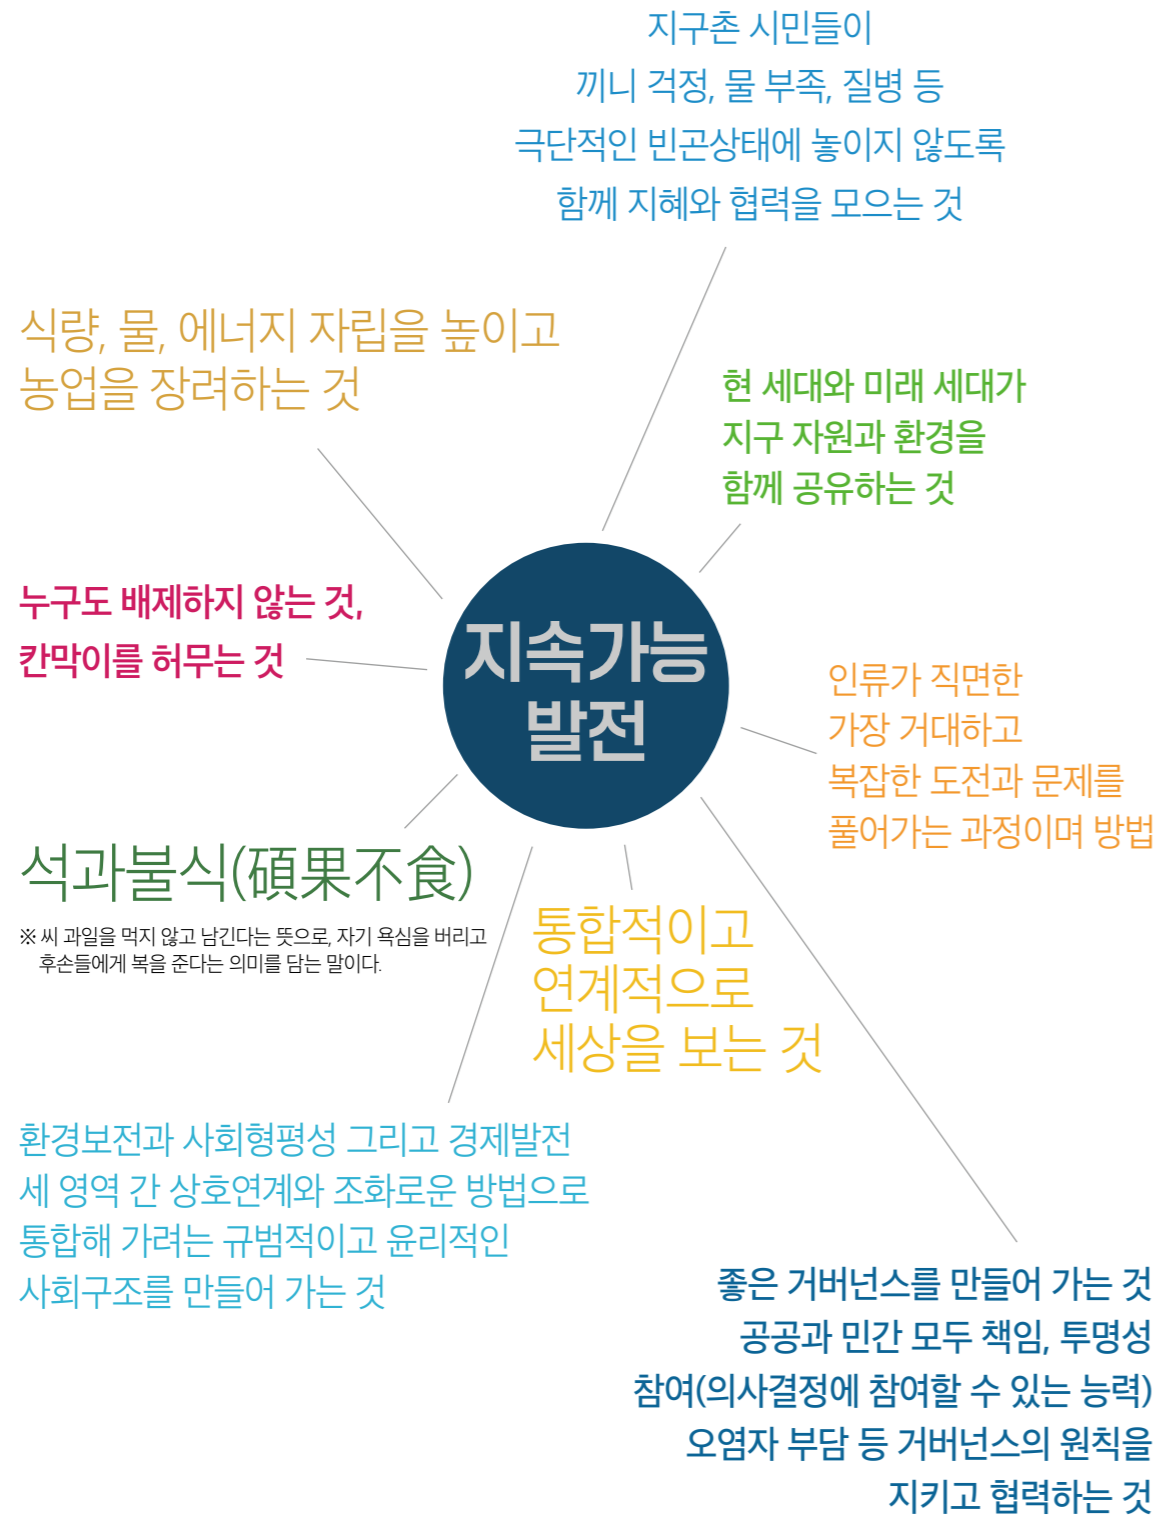 지구촌 시민들이
끼니 걱정, 물 부족, 질병 등
극단적인 빈곤상태에 놓이지 않도록
함께 지혜와 협력을 모으는 것
식량, 물, 에너지 자립을 높이고
농업을 장려하는 것
현 세대와 미래 세대가
지구 자원과 환경을
함께 공유하는 것
누구도 배제하지 않는 것,
칸막이를 허무는 것
지속가능
발전
인류가 직면한
가장 거대하고
복잡한 도전과 문제를
풀어가는 과정이며 방법
석과불식(碩果不食)
※ 씨 과일을 먹지 않고 남긴다는 뜻으로, 자기 욕심을 버리고
후손들에게 복을 준다는 의미를 담는 말이다.
통합적이고
연계적으로
세상을 보는 것
환경보전과 사회형평성 그리고 경제발전
세 영역 간 상호연계와 조화로운 방법으로
통합해 가려는 규범적이고 윤리적인
사회구조를 만들어 가는 것
좋은 거버넌스를 만들어 가는 것
공공과 민간 모두 책임, 투명성
참여(의사결정에 참여할 수 있는 능력)
오염자 부담 등 거버넌스의 원칙을
지키고 협력하는 것